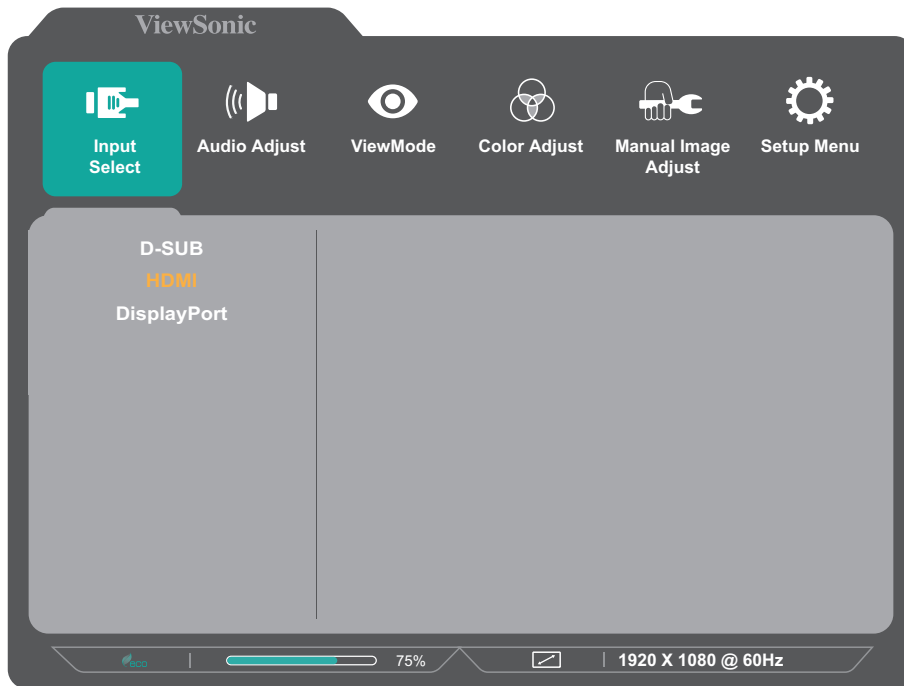 ViewSonic
Input
Select
Audio Adjust
ViewMode
Color Adjust
Manual Image
Adjust
Setup Menu
D-SUB
HDMI
DisplayPort
eco
75%
1920 X 1080 @ 60Hz